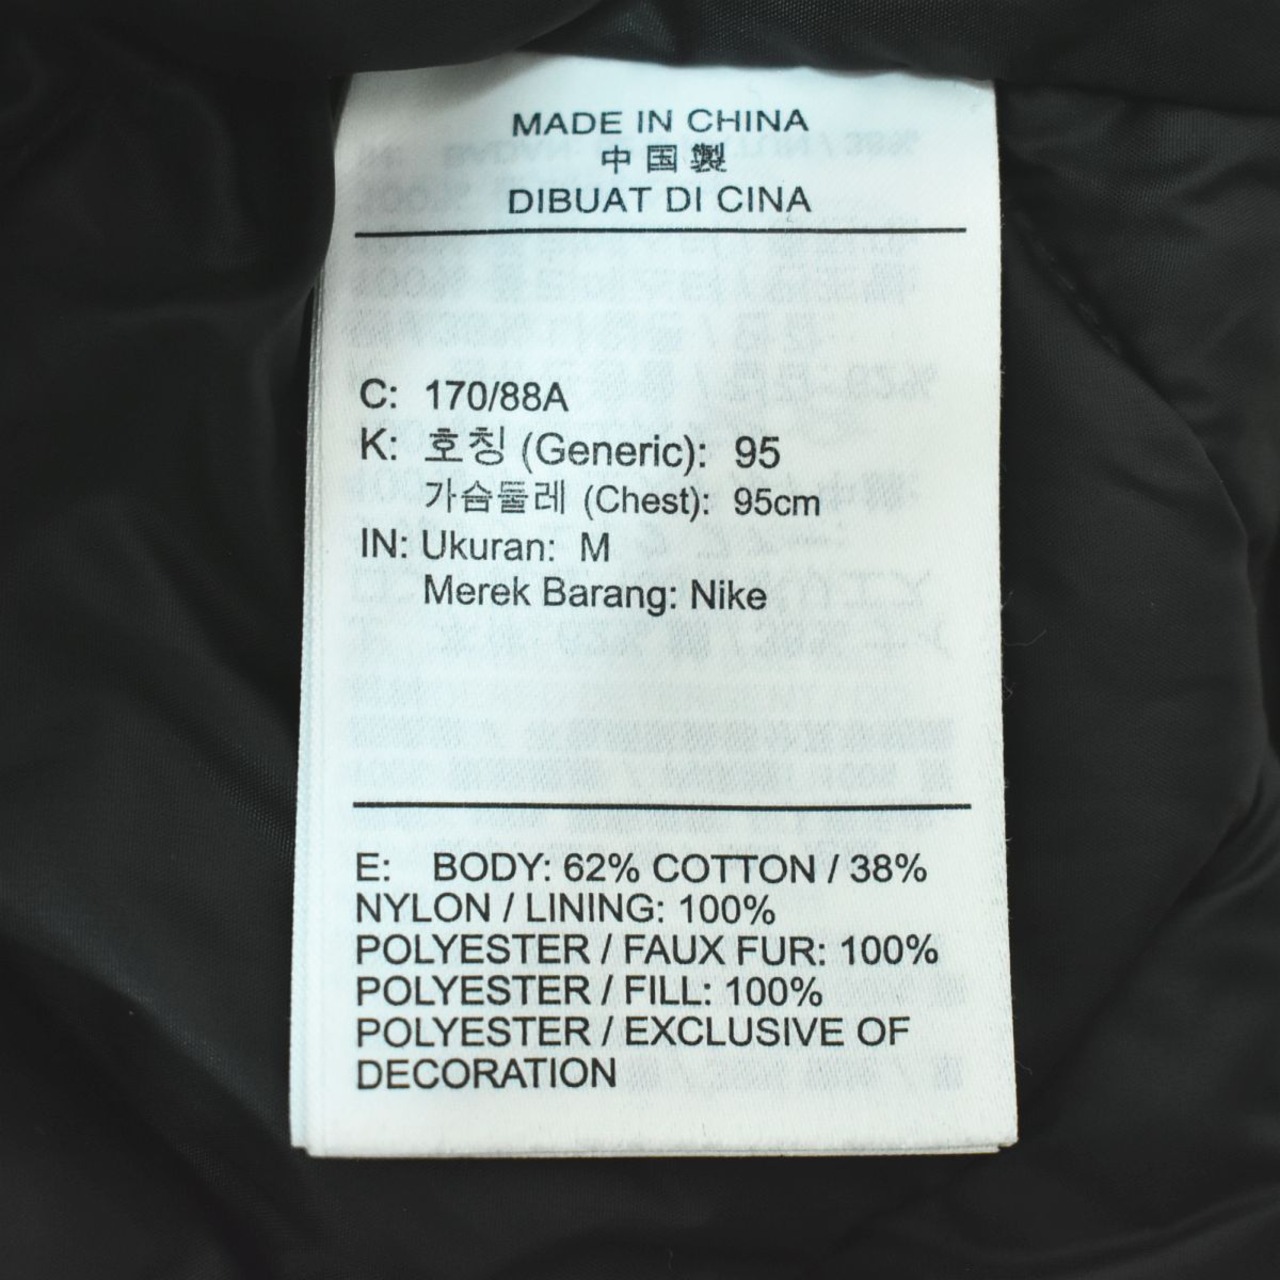 MADE IN CHINA
中国製
DIBUAT DI CINA
C: 170/88A
K: 호칭 (Generic): 95
가슴둘레 (Chest): 95cm
IN: Ukuran: M
Merek Barang: Nike
E: BODY: 62% COTTON / 38%
NYLON / LINING: 100%
POLYESTER / FAUX FUR: 100%
POLYESTER / FILL: 100%
POLYESTER / EXCLUSIVE OF
DECORATION